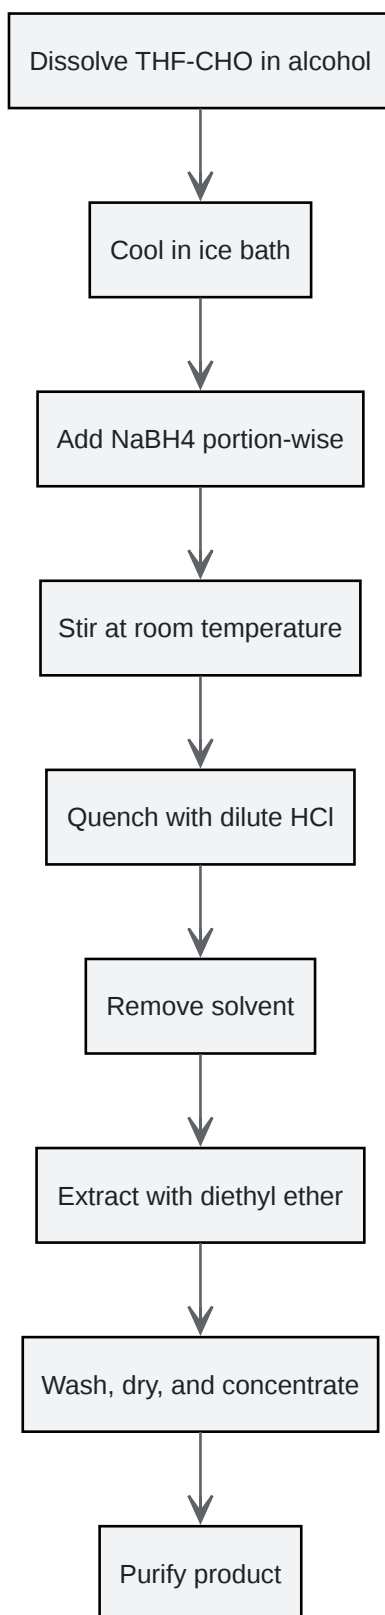 Dissolve THF-CHO in alcohol
Cool in ice bath
Add NaBH4 portion-wise
Stir at room temperature
Quench with dilute HCl
Remove solvent
Extract with diethyl ether
Wash, dry, and concentrate
Purify product